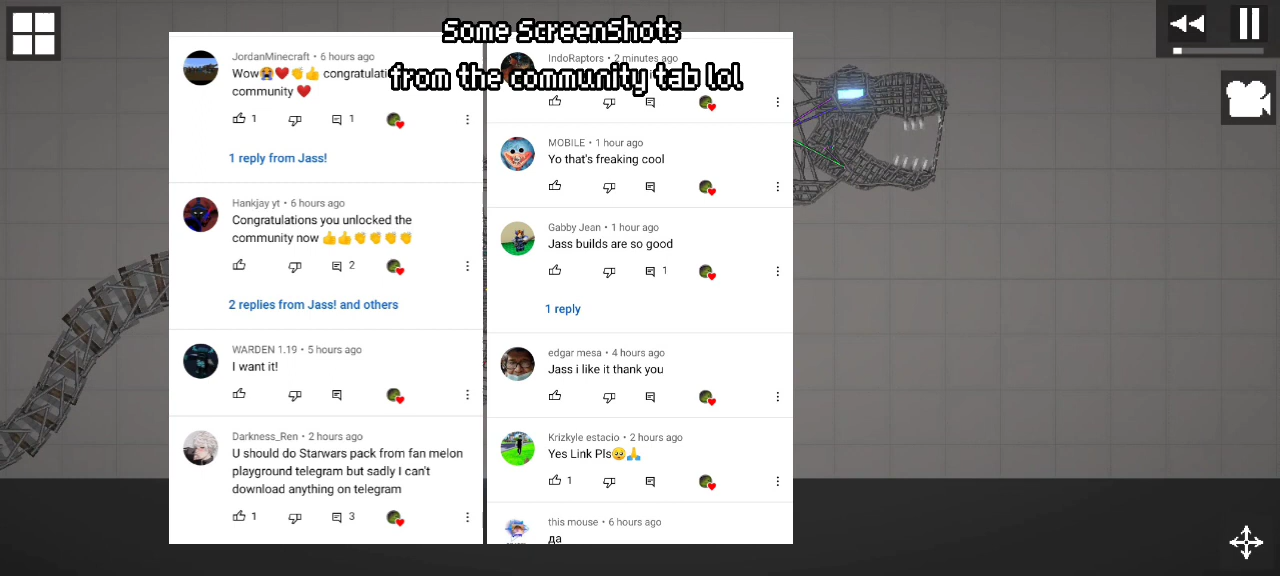 Some ScreenShots
from the community tab lol
JordanMinecraft • 6 hours ago
Wow😭❤️👏👍 congratulati
community ❤️
1
1
1 reply from Jass!
Hankjay yt • 6 hours ago
Congratulations you unlocked the
community now 👍👍👏👏👏👏
2
2 replies from Jass! and others
WARDEN 1.19 • 5 hours ago
I want it!
Darkness_Ren • 2 hours ago
U should do Starwars pack from fan melon
playground telegram but sadly I can't
download anything on telegram
1
3
IndoRaptors • 2 minutes ago
MOBILE • 1 hour ago
Yo that's freaking cool
Gabby Jean • 1 hour ago
Jass builds are so good
1
1 reply
edgar mesa • 4 hours ago
Jass i like it thank you
Krizkyle estacio • 2 hours ago
Yes Link Pls🥺🙏
1
this mouse • 6 hours ago
да